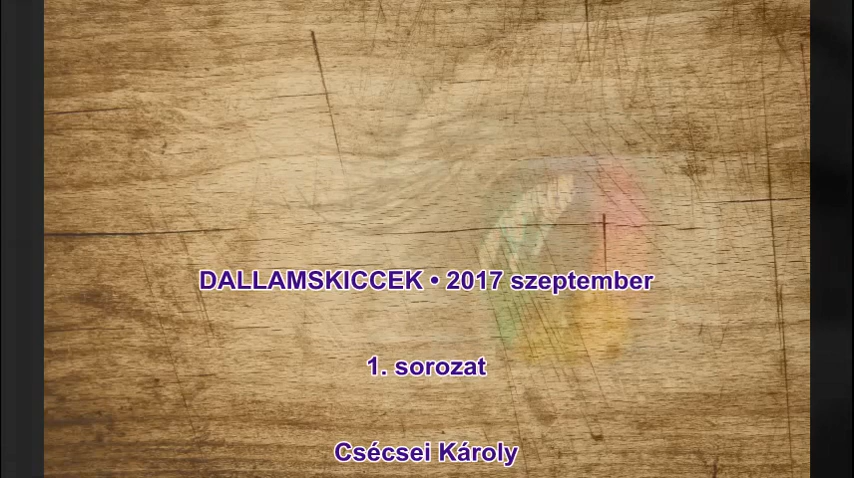 DALLAMSKICCEK • 2017 szeptember
1. sorozat
Csécsei Károly